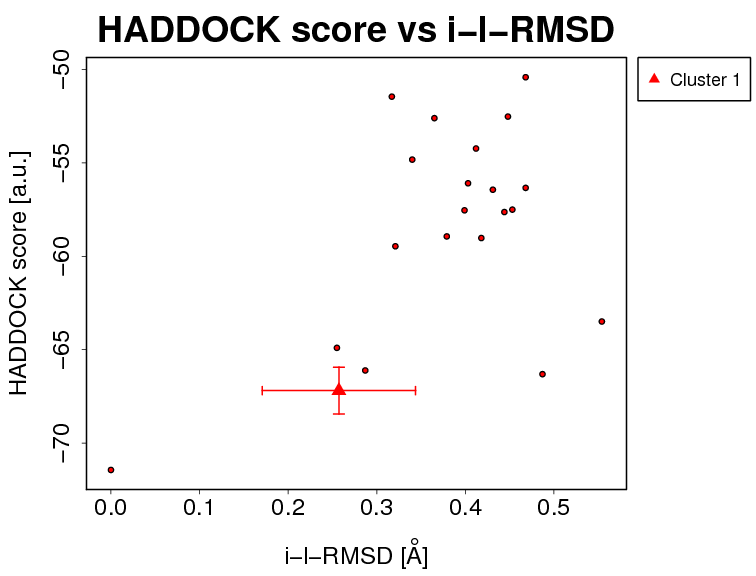 HADDOCK score vs i−l−RMSD
Cluster 1
HADDOCK score [a.u.]
−50
−55
−60
−65
−70
0.0 0.1 0.2 0.3 0.4 0.5
i−l−RMSD [Å]